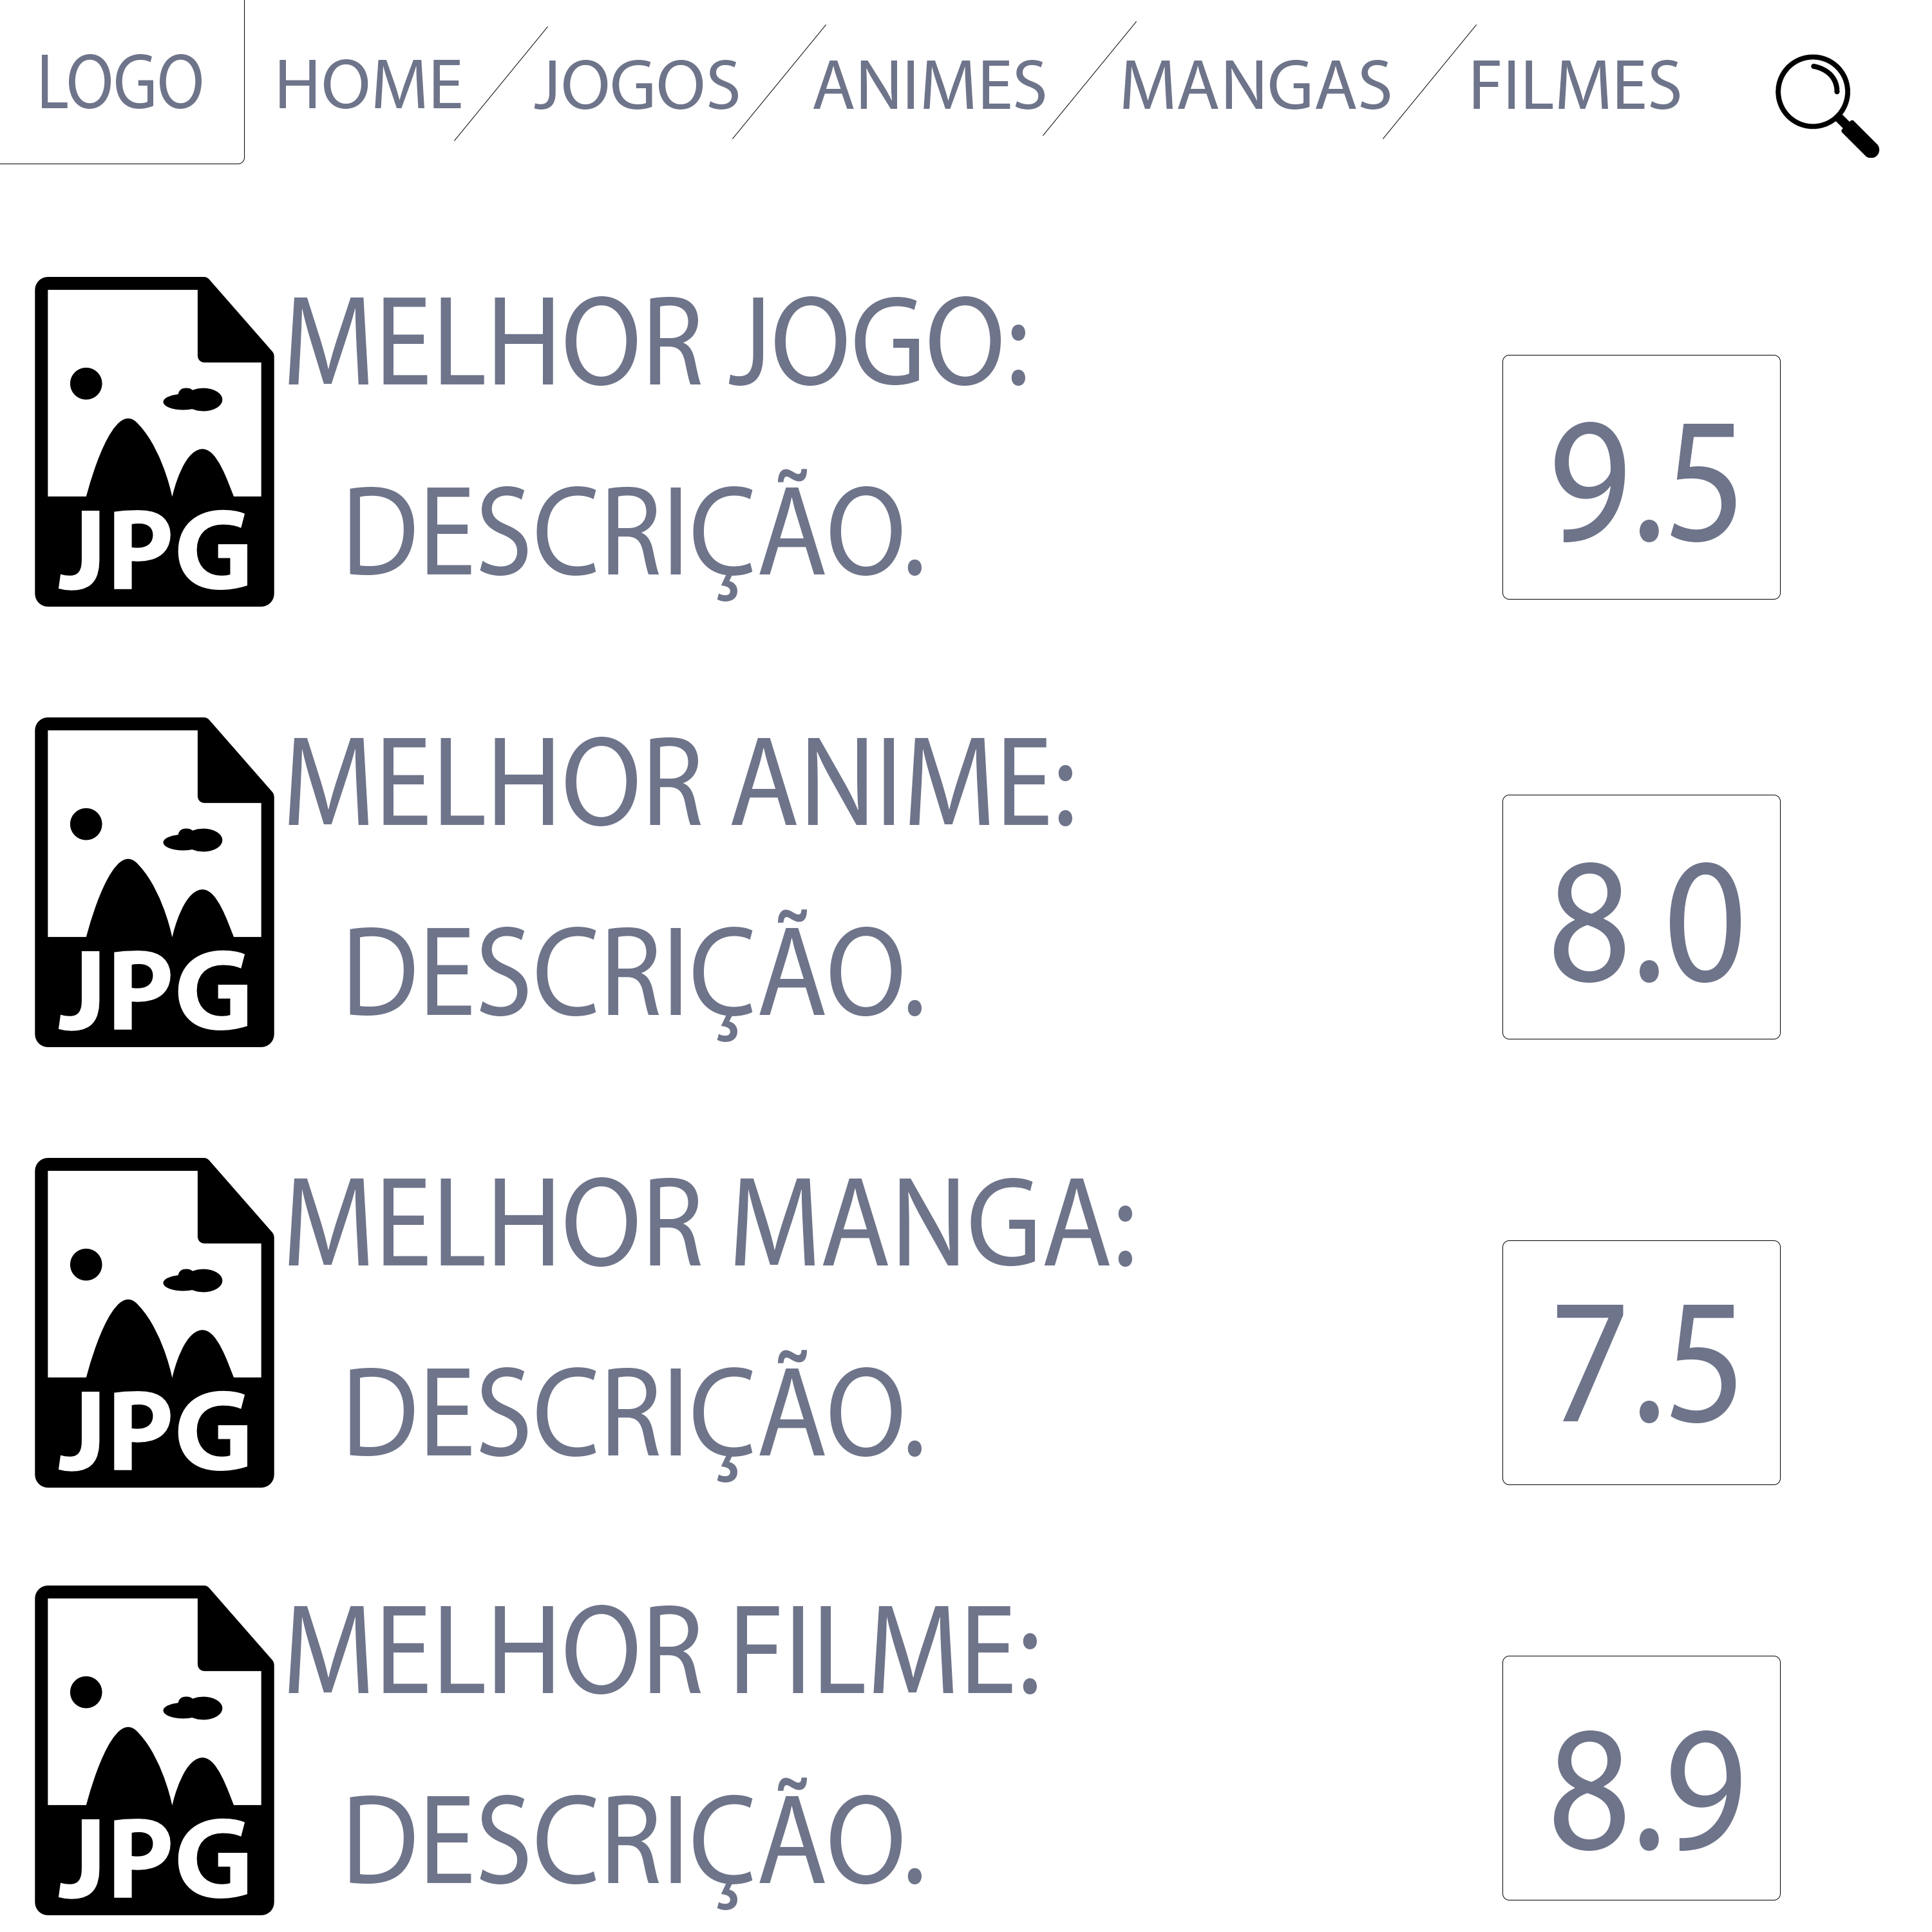 LOGO HOME JOGOS ANIMES MANGAS FILMES
MELHOR JOGO:
DESCRIÇÃO.
JPG
9.5
MELHOR ANIME:
DESCRIÇÃO.
JPG
8.0
MELHOR MANGA:
DESCRIÇÃO.
JPG
7.5
MELHOR FILME:
DESCRIÇÃO.
JPG
8.9